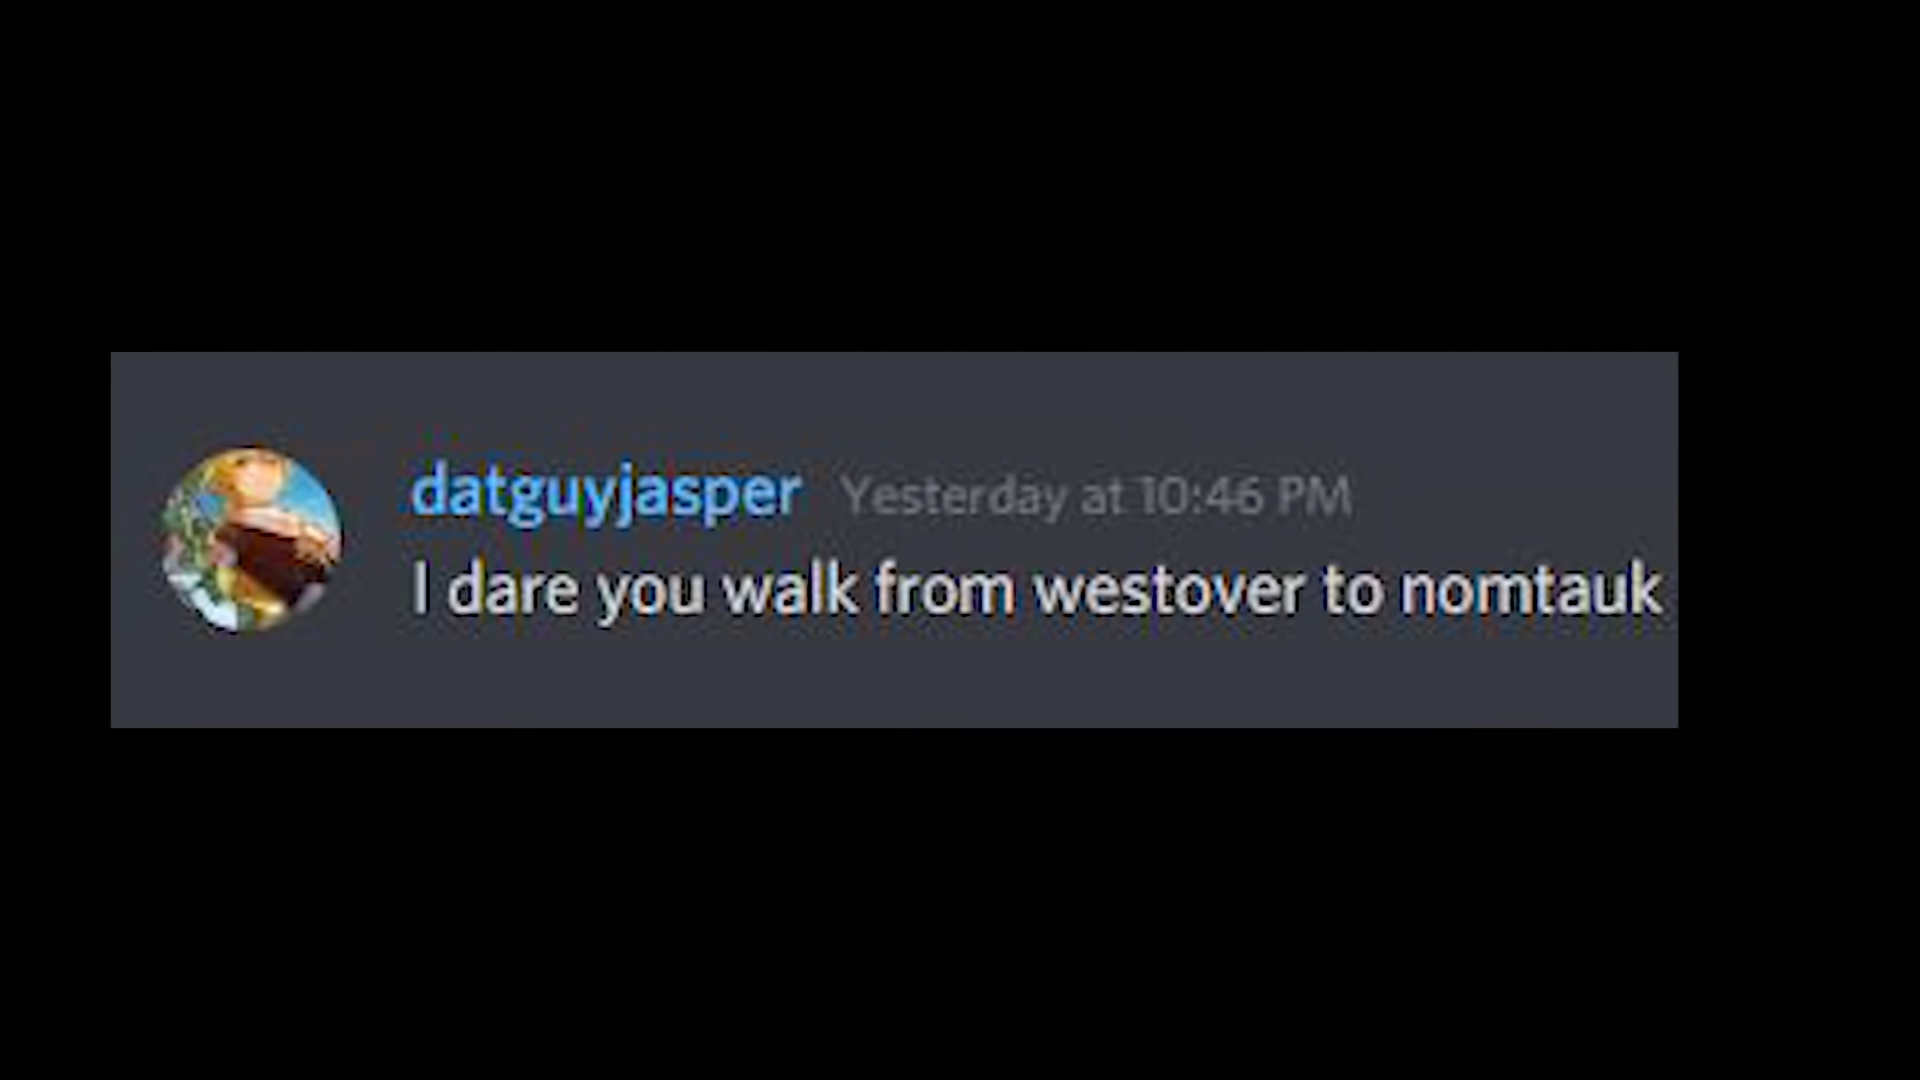 datguyjasper Yesterday at 10:46 PM
I dare you walk from westover to nomtauk